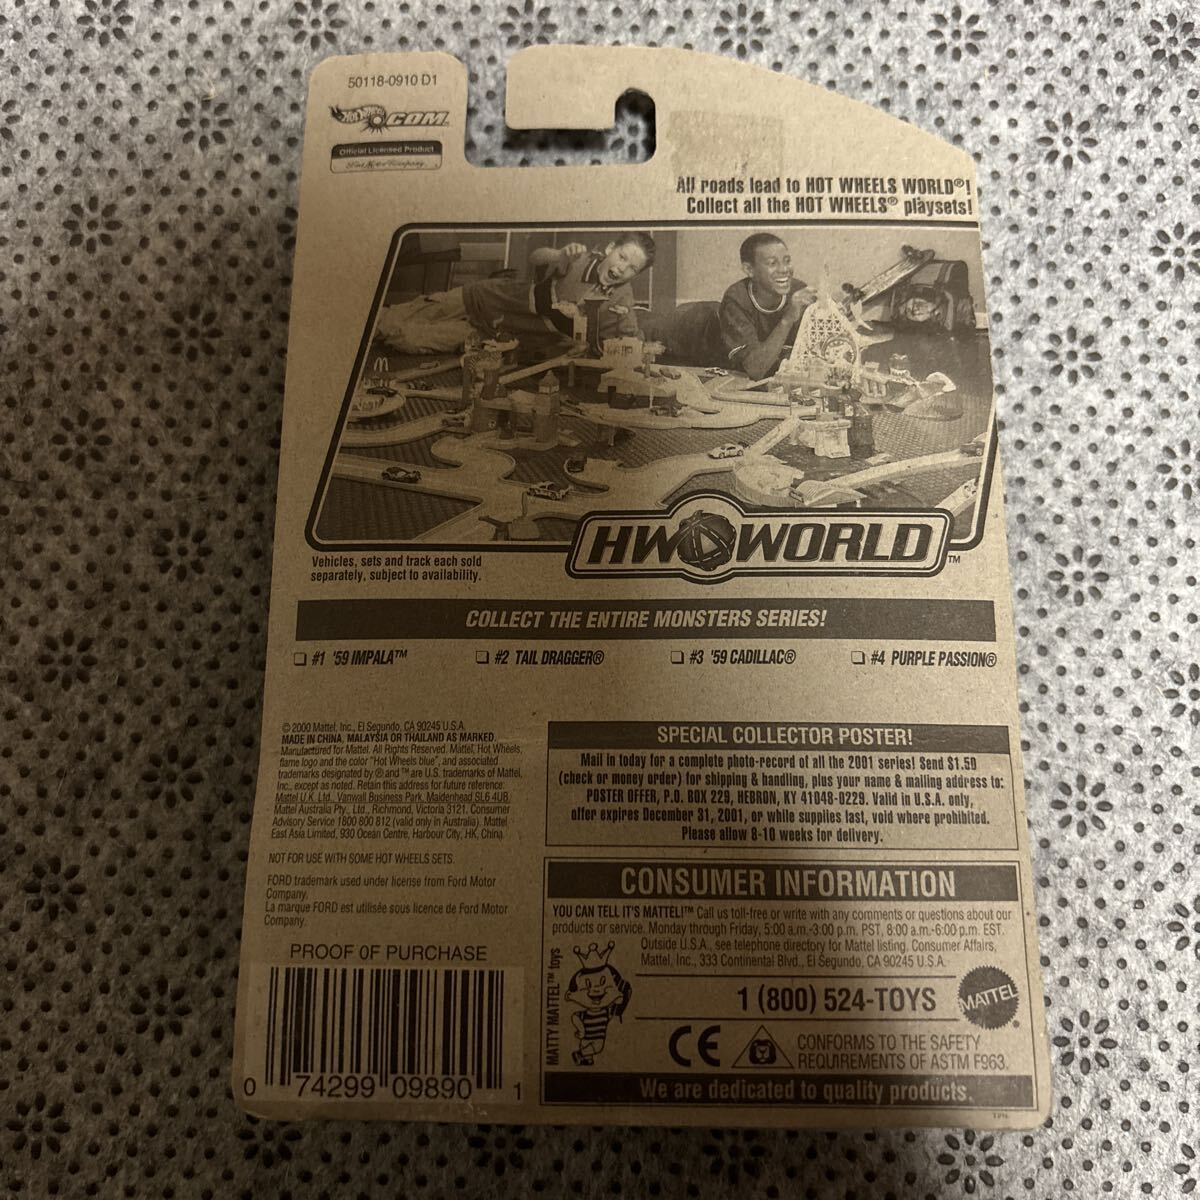 50118-0910 D1
Hot Wheels
.COM
Official Licensed Product
Ford Motor Company
All roads lead to HOT WHEELS WORLD®!
Collect all the HOT WHEELS® playsets!
HW WORLD™
Vehicles, sets and track each sold
separately, subject to availability.
COLLECT THE ENTIRE MONSTERS SERIES!
#1 '59 IMPALA™ #2 TAIL DRAGGER® #3 '59 CADILLAC® #4 PURPLE PASSION®
© 2000 Mattel, Inc., El Segundo, CA 90245 U.S.A.
MADE IN CHINA, MALAYSIA OR THAILAND AS MARKED.
Manufactured for Mattel. All Rights Reserved. Mattel, Hot Wheels,
flame logo and the color "Hot Wheels blue", and associated
trademarks designated by ® and ™ are U.S. trademarks of Mattel,
Inc., except as noted. Retain this address for future reference:
Mattel U.K. Ltd., Vanwall Business Park, Maidenhead SL6 4UB.
Mattel Australia Pty., Ltd., Richmond, Victoria 3121. Consumer
Advisory Service 1800 800 812 (valid only in Australia). Mattel
East Asia Limited, 930 Ocean Centre, Harbour City, HK, China.
NOT FOR USE WITH SOME HOT WHEELS SETS.
FORD trademark used under license from Ford Motor
Company.
La marque FORD est utilisée sous licence de Ford Motor
Company.
PROOF OF PURCHASE
0 74299 09890 1
SPECIAL COLLECTOR POSTER!
Mail in today for a complete photo-record of all the 2001 series! Send $1.50
(check or money order) for shipping & handling, plus your name & mailing address to:
POSTER OFFER, P.O. BOX 229, HEBRON, KY 41048-0229. Valid in U.S.A. only,
offer expires December 31, 2001, or while supplies last, void where prohibited.
Please allow 8-10 weeks for delivery.
CONSUMER INFORMATION
YOU CAN TELL IT'S MATTEL!™ Call us toll-free or write with any comments or questions about our
products or service. Monday through Friday, 5:00 a.m.-3:00 p.m. PST, 8:00 a.m.-6:00 p.m. EST.
Outside U.S.A., see telephone directory for Mattel listing. Consumer Affairs,
Mattel, Inc., 333 Continental Blvd., El Segundo, CA 90245 U.S.A.
MATTY MATTEL™ toys
1 (800) 524-TOYS
MATTEL
CE
CONFORMS TO THE SAFETY
REQUIREMENTS OF ASTM F963.
We are dedicated to quality products.